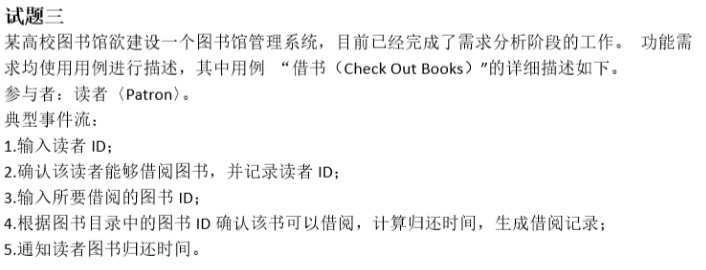 试题三
某高校图书馆欲建设一个图书馆管理系统，目前已经完成了需求分析阶段的工作。 功能需
求均使用用例进行描述，其中用例 “借书（Check Out Books）”的详细描述如下。
参与者：读者〈Patron〉。
典型事件流：
1.输入读者 ID；
2.确认该读者能够借阅图书，并记录读者 ID；
3.输入所要借阅的图书 ID；
4.根据图书目录中的图书 ID 确认该书可以借阅，计算归还时间，生成借阅记录；
5.通知读者图书归还时间。